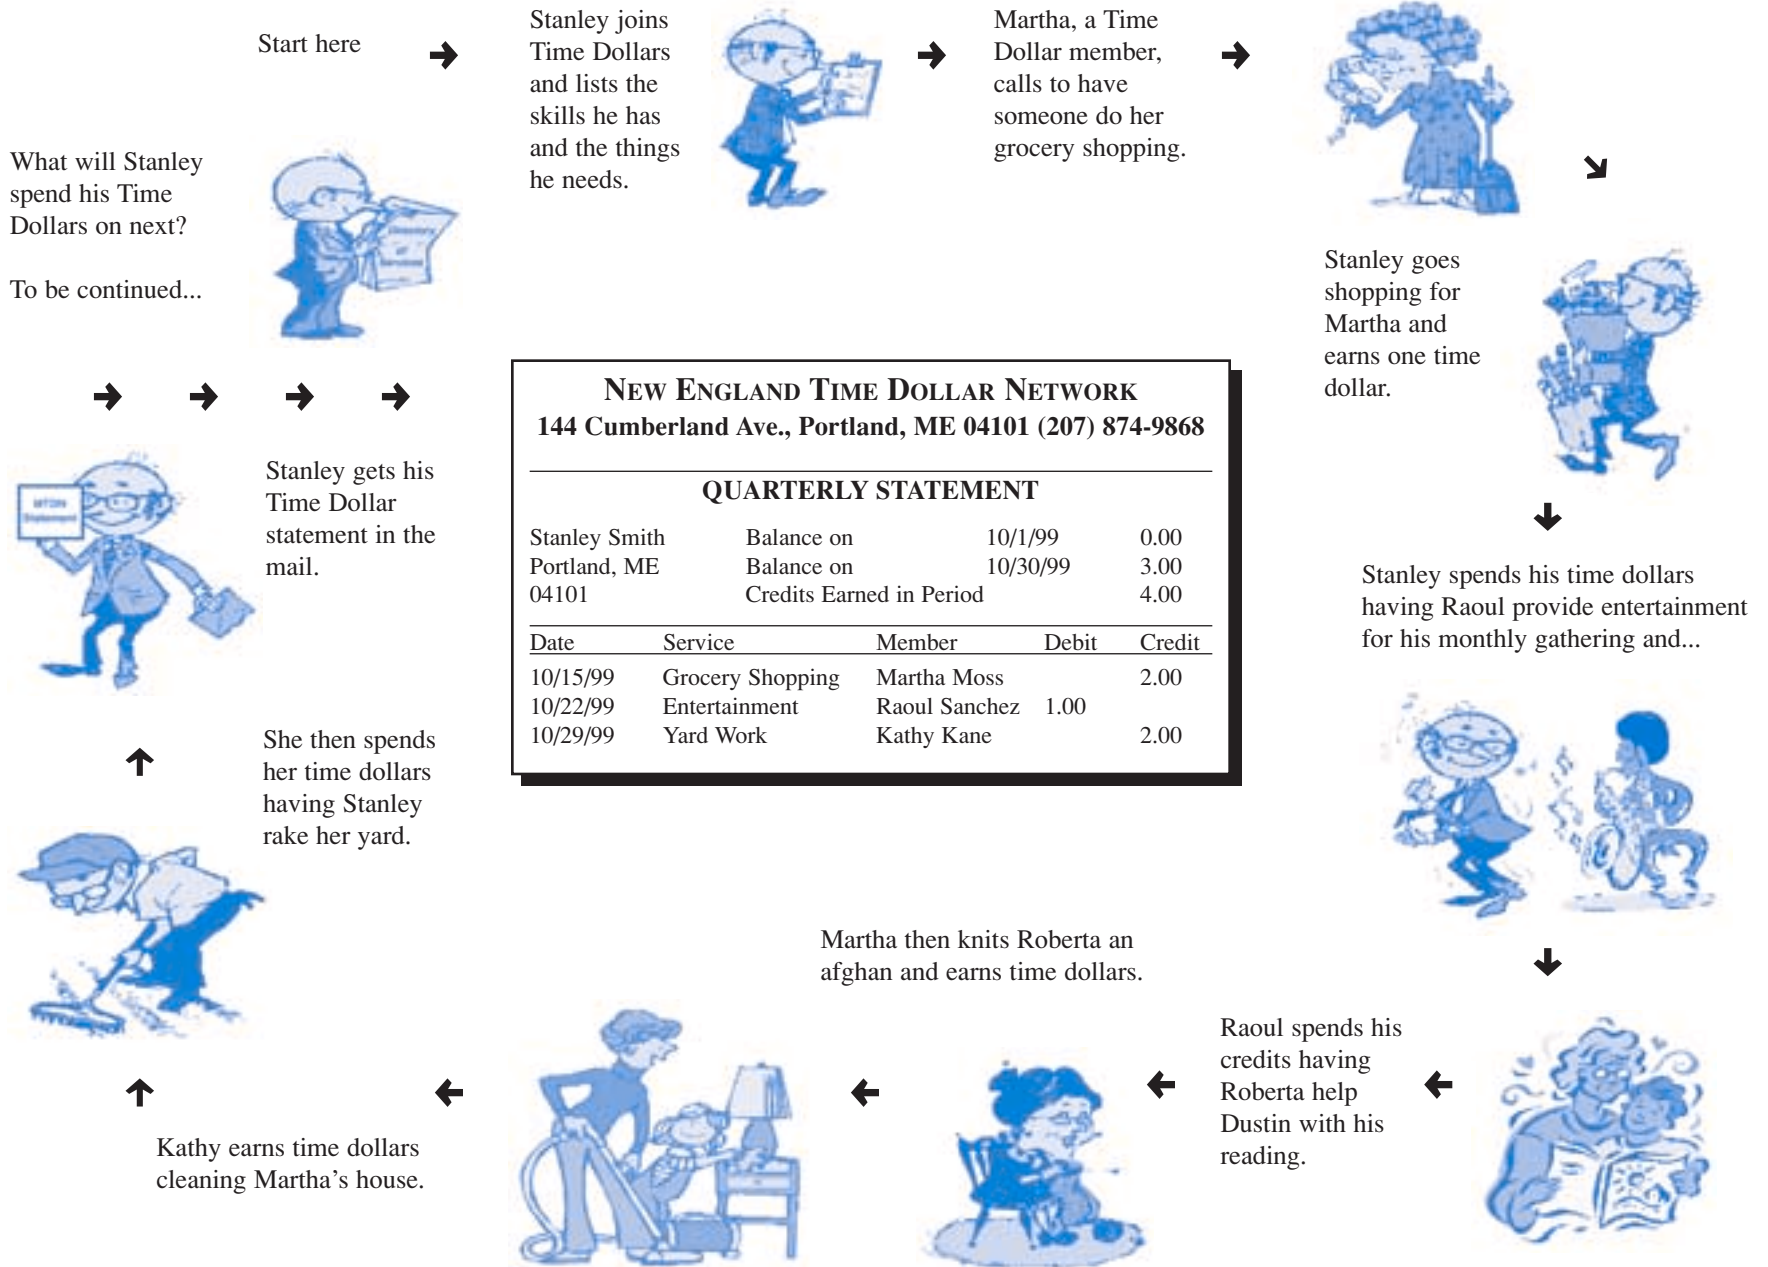 Start here
Stanley joins
Time Dollars
and lists the
skills he has
and the things
he needs.
Martha, a Time
Dollar member,
calls to have
someone do her
grocery shopping.
Stanley goes
shopping for
Martha and
earns one time
dollar.
Stanley spends his time dollars
having Raoul provide entertainment
for his monthly gathering and...
Raoul spends his
credits having
Roberta help
Dustin with his
reading.
Martha then knits Roberta an
afghan and earns time dollars.
Kathy earns time dollars
cleaning Martha’s house.
She then spends
her time dollars
having Stanley
rake her yard.
Stanley gets his
Time Dollar
statement in the
mail.
Statement
What will Stanley
spend his Time
Dollars on next?
To be continued...
Directory
of
Services
NEW ENGLAND TIME DOLLAR NETWORK
144 Cumberland Ave., Portland, ME 04101 (207) 874-9868
QUARTERLY STATEMENT
Stanley Smith Balance on 10/1/99 0.00
Portland, ME Balance on 10/30/99 3.00
04101 Credits Earned in Period 4.00
Date Service Member Debit Credit
10/15/99 Grocery Shopping Martha Moss 2.00
10/22/99 Entertainment Raoul Sanchez 1.00
10/29/99 Yard Work Kathy Kane 2.00